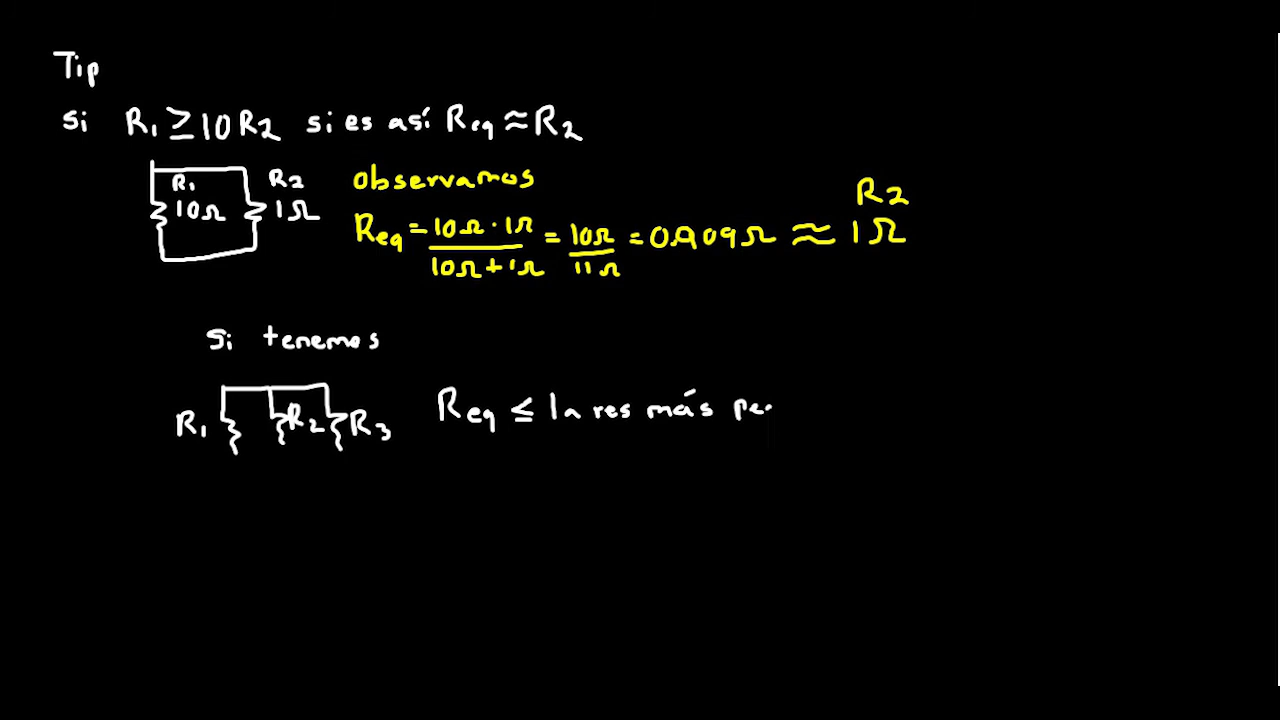 Tip
Si R1 ≥ 10 R2 si es así Req ≈ R2
R1 10Ω R2 1Ω
observamos
Req = 10Ω · 1Ω / 10Ω + 1Ω = 10Ω / 11Ω = 0.909Ω ≈ 1Ω R2
Si tenemos
R1 R2 R3 Req ≤ la res más pe